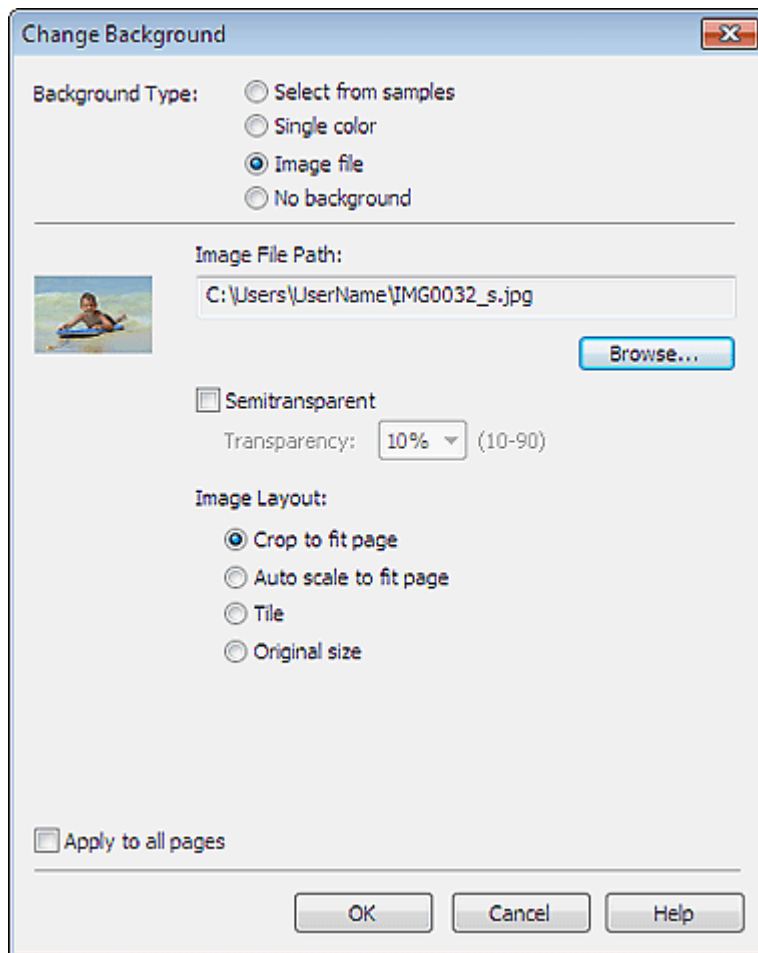 Change Background
Background Type:
Select from samples
Single color
Image file
No background
Image File Path:
C:\Users\UserName\IMG0032_s.jpg
Browse...
Semitransparent
Transparency: 10% (10-90)
Image Layout:
Crop to fit page
Auto scale to fit page
Tile
Original size
Apply to all pages
OK Cancel Help